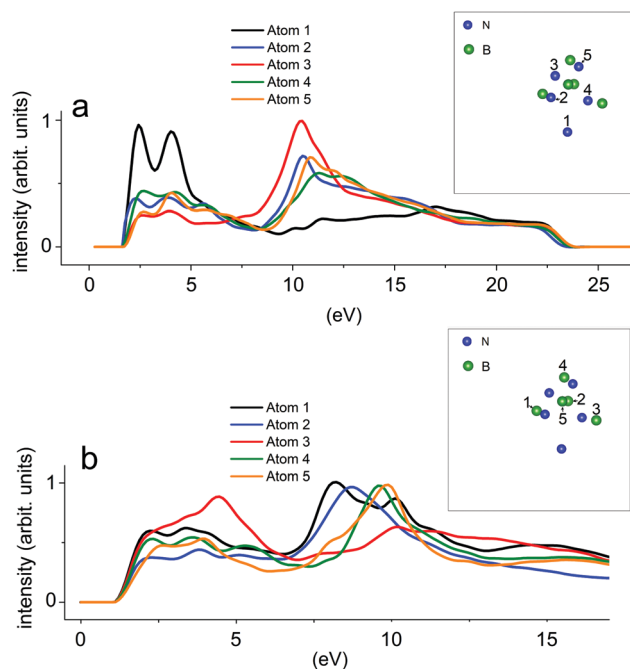 a
Atom 1
Atom 2
Atom 3
Atom 4
Atom 5
N
B
5
3
-2
4
1
intensity (arbit. units)
1
0
0 5 10 15 20 25
(eV)
b
Atom 1
Atom 2
Atom 3
Atom 4
Atom 5
N
B
4
1
-2
3
5
intensity (arbit. units)
1
0
0 5 10 15
(eV)